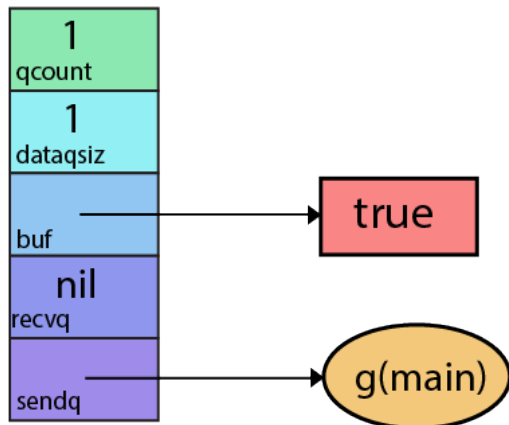 1
qcount
1
dataqsiz
buf
true
nil
recvq
sendq
g(main)